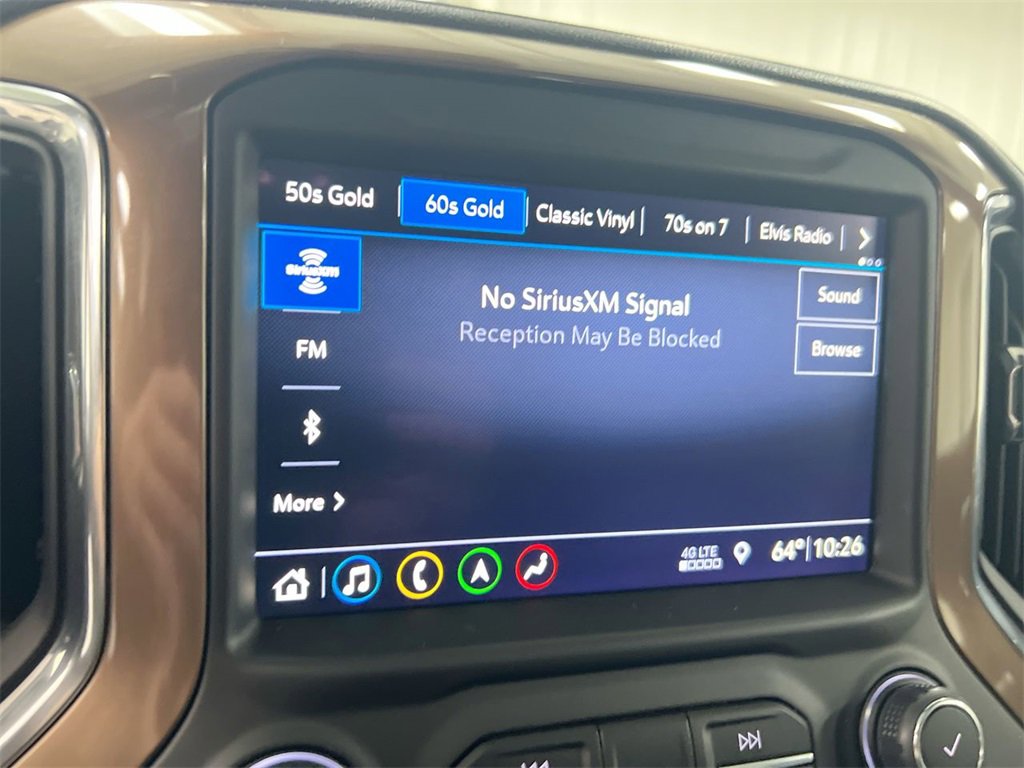 50s Gold
60s Gold
Classic Vinyl
70s on 7
Elvis Radio
SiriusXM
No SiriusXM Signal
Reception May Be Blocked
Sound
Browse
FM
More
4G LTE
64° 10:26